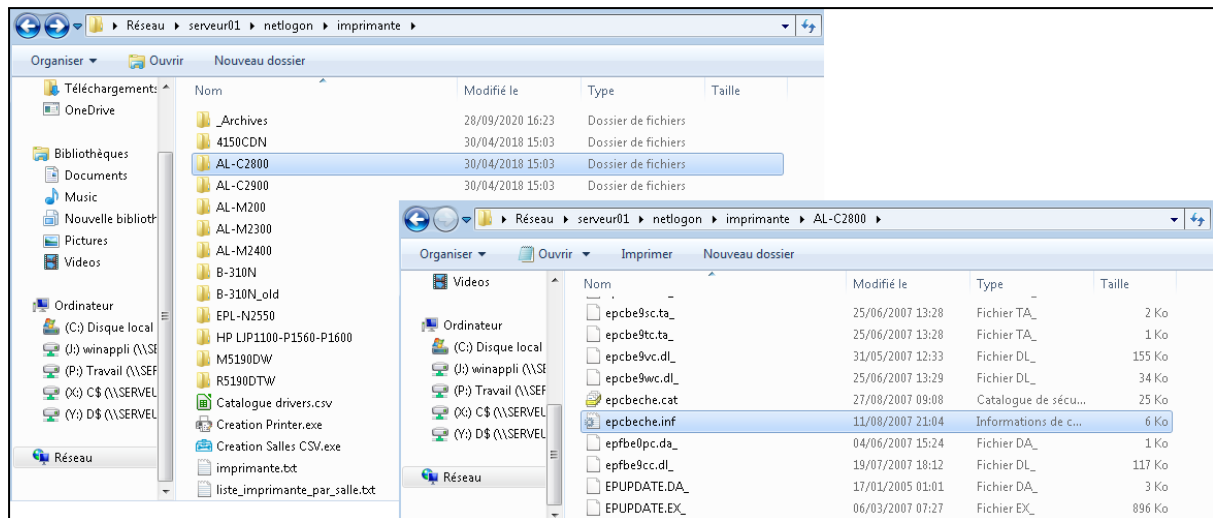 Réseau ▸ serveur01 ▸ netlogon ▸ imprimante ▸
Organiser Ouvrir Nouveau dossier
Téléchargements
OneDrive
Bibliothèques
Documents
Music
Nouvelle biblioth
Pictures
Videos
Ordinateur
(C:) Disque local
(J:) winappli (\\SE
(P:) Travail (\\SEF
(X:) C$ (\\SERVEU
(Y:) D$ (\\SERVEU
Réseau
Nom Modifié le Type Taille
_Archives 28/09/2020 16:23 Dossier de fichiers
4150CDN 30/04/2018 15:03 Dossier de fichiers
AL-C2800 30/04/2018 15:03 Dossier de fichiers
AL-C2900 30/04/2018 15:03 Dossier de fichiers
AL-M200
AL-M2300
AL-M2400
B-310N
B-310N_old
EPL-N2550
HP LJP1100-P1560-P1600
M5190DW
R5190DTW
Catalogue drivers.csv
Creation Printer.exe
Creation Salles CSV.exe
imprimante.txt
liste_imprimante_par_salle.txt
Réseau ▸ serveur01 ▸ netlogon ▸ imprimante ▸ AL-C2800 ▸
Organiser Ouvrir Imprimer Nouveau dossier
Videos
Ordinateur
(C:) Disque local
(J:) winappli (\\SE
(P:) Travail (\\SEF
(X:) C$ (\\SERVEU
(Y:) D$ (\\SERVEU
Réseau
Nom Modifié le Type Taille
epcbe9sc.ta_ 25/06/2007 13:28 Fichier TA_ 2 Ko
epcbe9tc.ta_ 25/06/2007 13:28 Fichier TA_ 1 Ko
epcbe9vc.dl_ 31/05/2007 12:33 Fichier DL_ 155 Ko
epcbe9wc.dl_ 25/06/2007 13:29 Fichier DL_ 34 Ko
epcbeche.cat 27/08/2007 09:08 Catalogue de sécu... 25 Ko
epcbeche.inf 11/08/2007 21:04 Informations de c... 6 Ko
epfbe0pc.da_ 04/06/2007 15:24 Fichier DA_ 1 Ko
epfbe9cc.dl_ 19/07/2007 18:12 Fichier DL_ 117 Ko
EPUPDATE.DA_ 17/01/2005 01:01 Fichier DA_ 3 Ko
EPUPDATE.EX_ 06/03/2007 07:27 Fichier EX_ 896 Ko